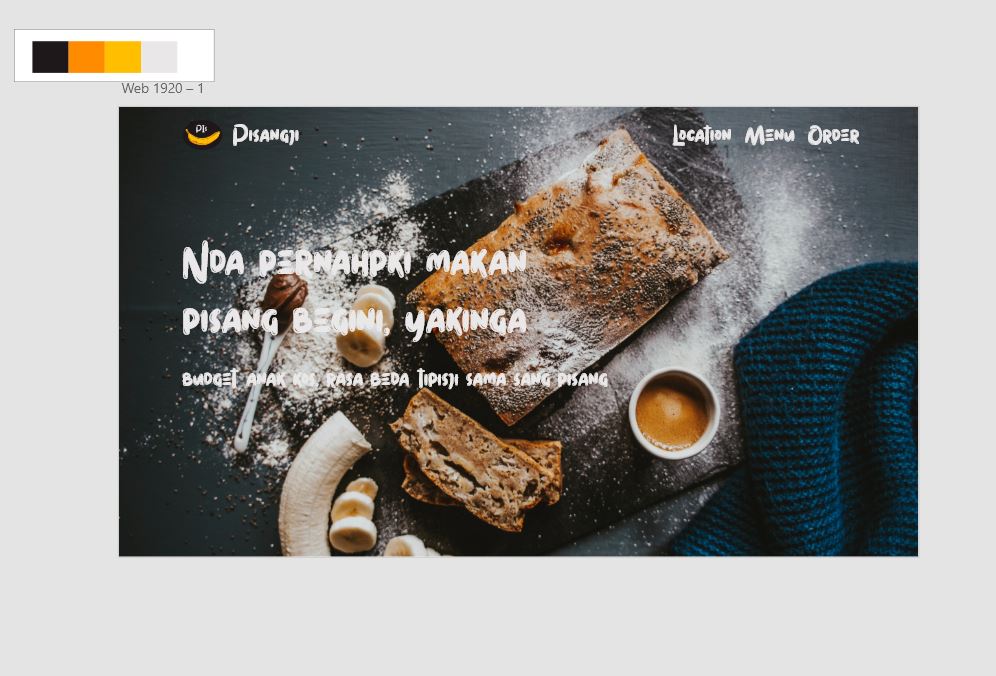 Web 1920 – 1
Pis
Pisangji
Location Menu Order
Nda pernahpki makan
pisang begini, yakinga
Budget anak kos, rasa beda tipisji sama sang pisang